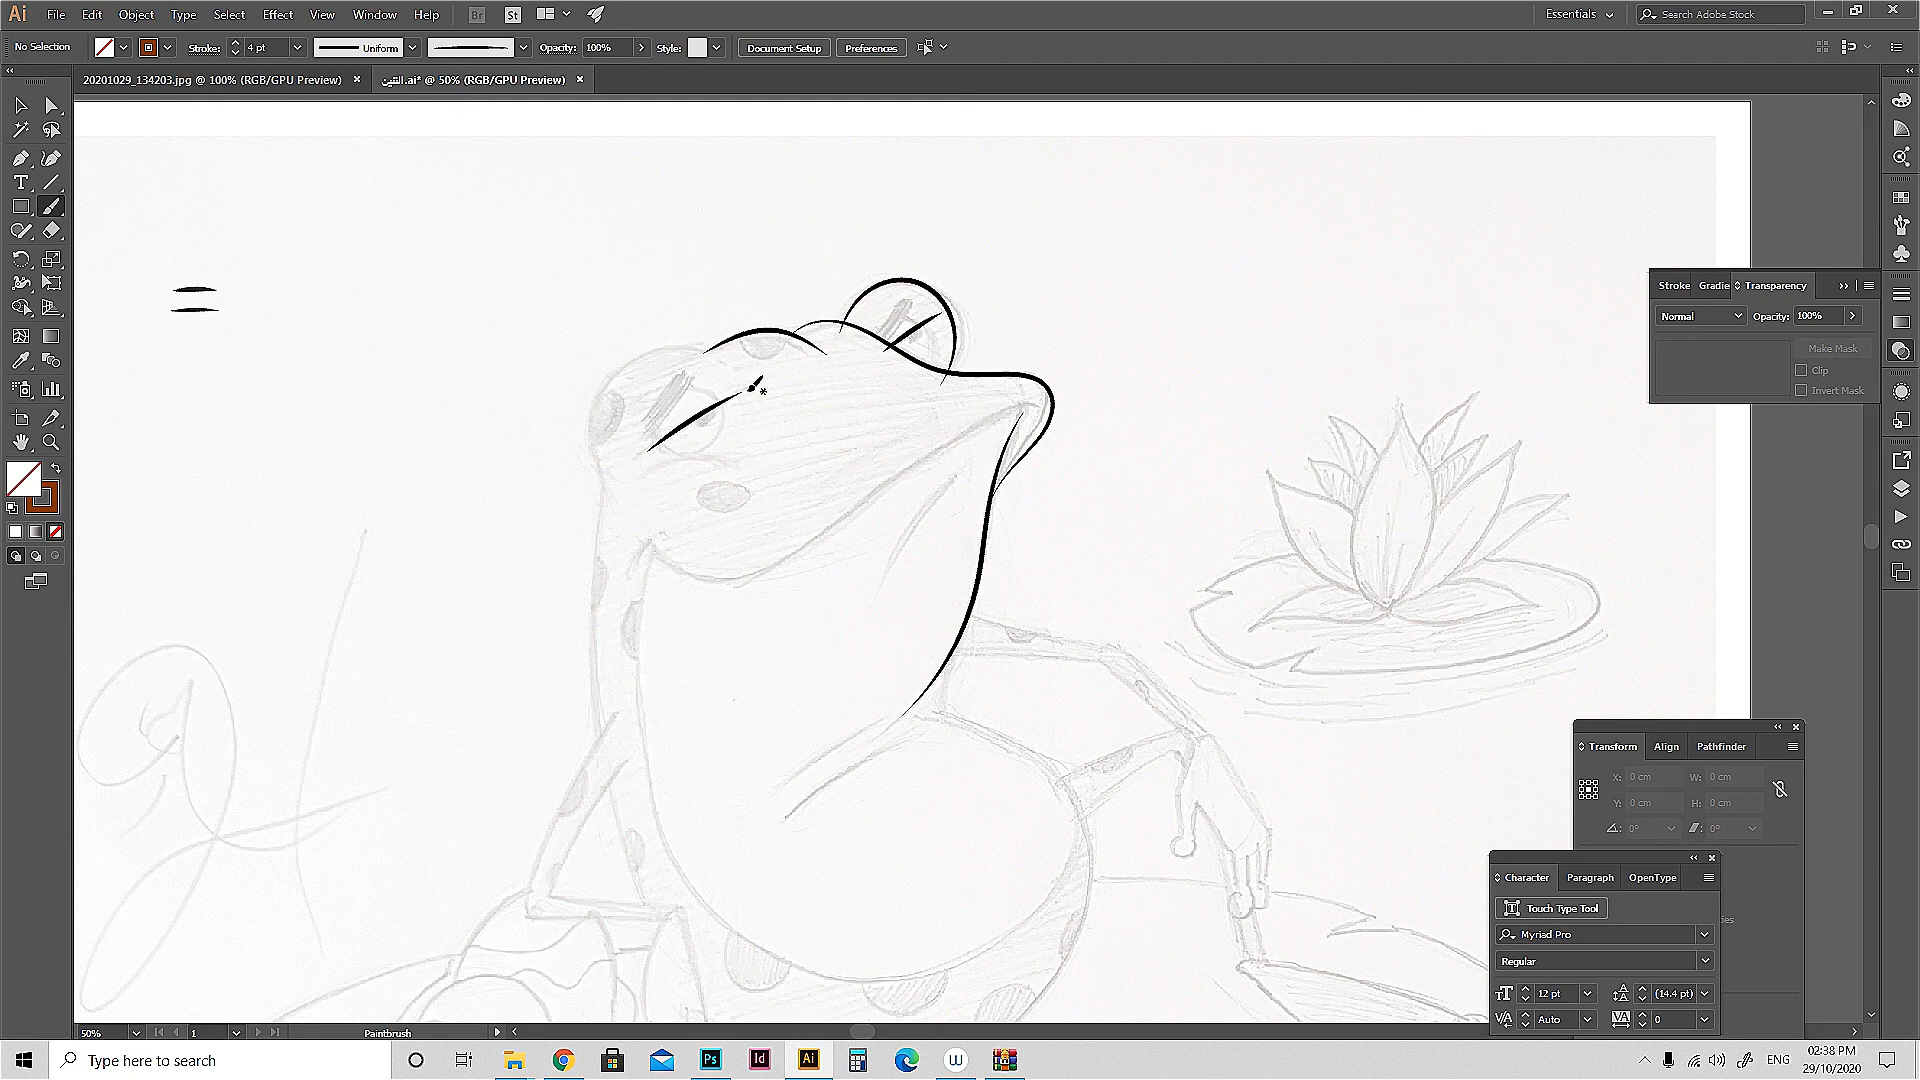 Ai File Edit Object Type Select Effect View Window Help Br St Essentials Search Adobe Stock
No Selection Stroke: 4 pt Uniform Opacity: 100% Style: Document Setup Preferences
20201029_134203.jpg @ 100% (RGB/GPU Preview) × التنين.ai* @ 50% (RGB/GPU Preview) ×
Stroke Gradie Transparency
Normal Opacity: 100%
Make Mask
Clip
Invert Mask
Transform Align Pathfinder
X: 0 cm W: 0 cm
Y: 0 cm H: 0 cm
0° 0°
Character Paragraph OpenType
Touch Type Tool
ies
Myriad Pro
Regular
12 pt (14.4 pt)
Auto 0
50% 1 Paintbrush
Type here to search Ps Id Ai W ENG 02:38 PM
29/10/2020